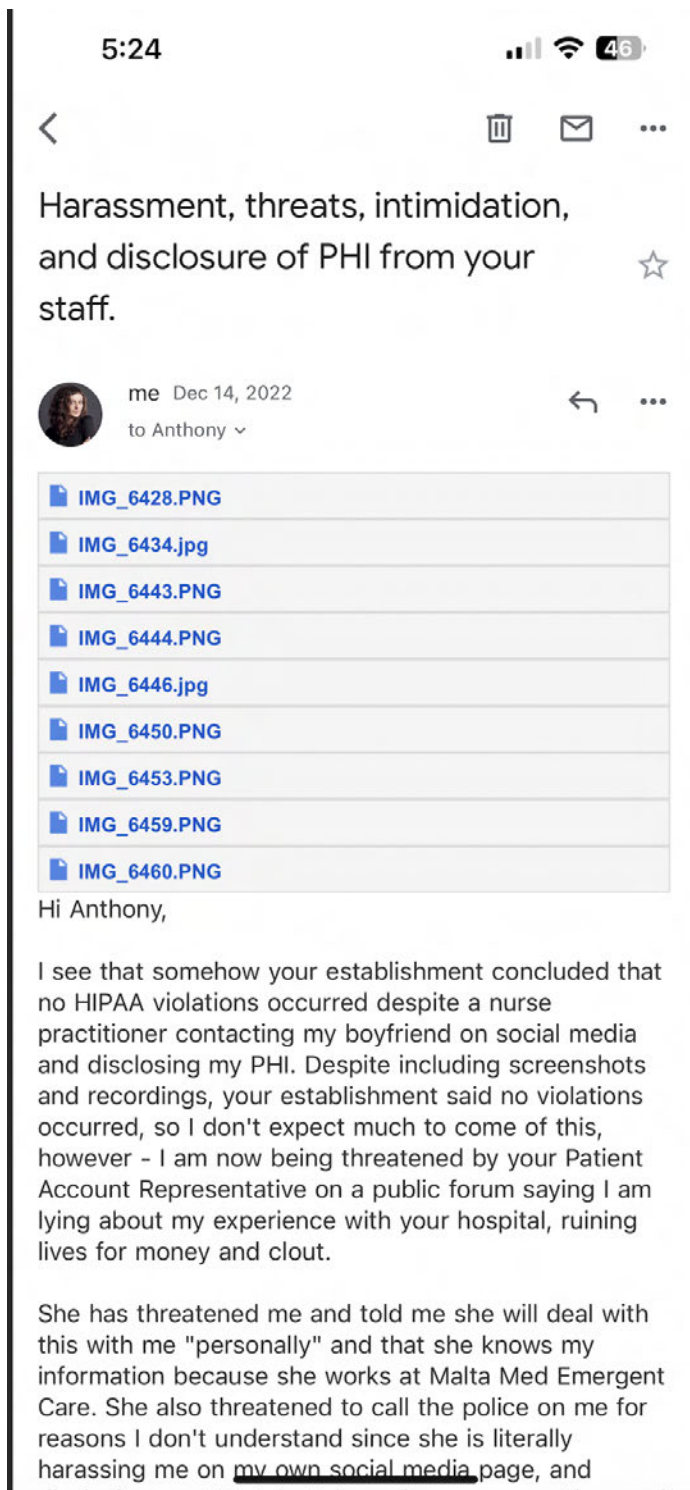 5:24
46
Harassment, threats, intimidation,
and disclosure of PHI from your
staff.
me Dec 14, 2022
to Anthony
IMG_6428.PNG
IMG_6434.jpg
IMG_6443.PNG
IMG_6444.PNG
IMG_6446.jpg
IMG_6450.PNG
IMG_6453.PNG
IMG_6459.PNG
IMG_6460.PNG
Hi Anthony,
I see that somehow your establishment concluded that
no HIPAA violations occurred despite a nurse
practitioner contacting my boyfriend on social media
and disclosing my PHI. Despite including screenshots
and recordings, your establishment said no violations
occurred, so I don't expect much to come of this,
however - I am now being threatened by your Patient
Account Representative on a public forum saying I am
lying about my experience with your hospital, ruining
lives for money and clout.
She has threatened me and told me she will deal with
this with me "personally" and that she knows my
information because she works at Malta Med Emergent
Care. She also threatened to call the police on me for
reasons I don't understand since she is literally
harassing me on my own social media page, and